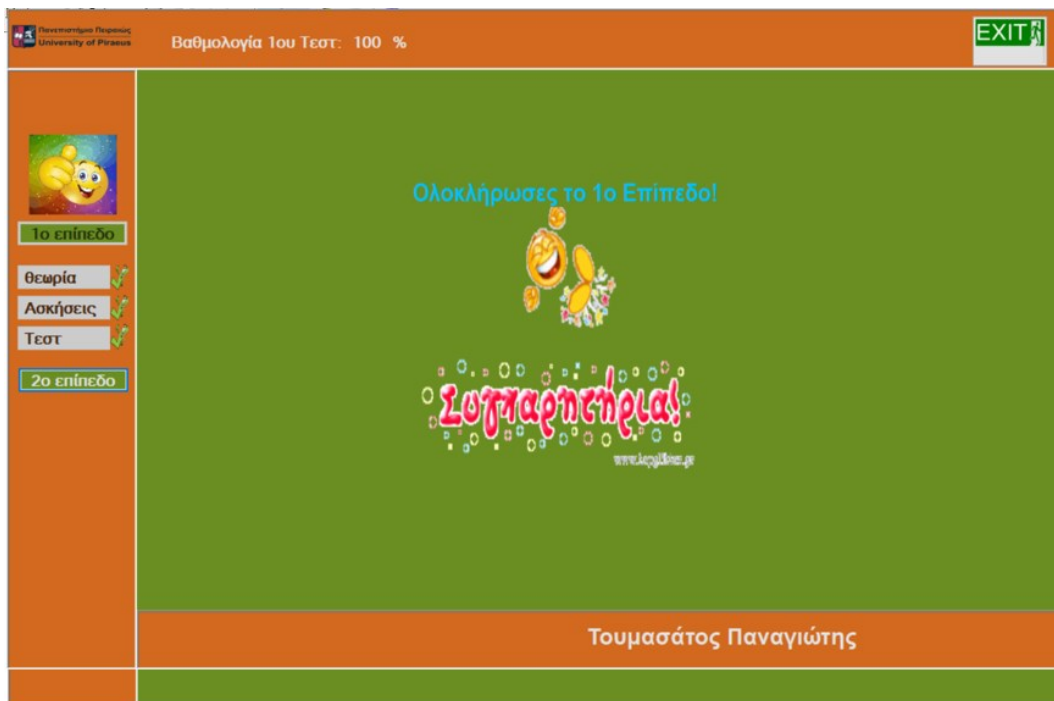 Πανεπιστήμιο Πειραιώς
University of Piraeus
Βαθμολογία 1ου Τεστ: 100 %
EXIT
Ολοκλήρωσες το 1ο Επίπεδο!
1ο επίπεδο
θεωρία
Ασκήσεις
Τεστ
2ο επίπεδο
Συγχαρητήρια!
Τουμασάτος Παναγιώτης